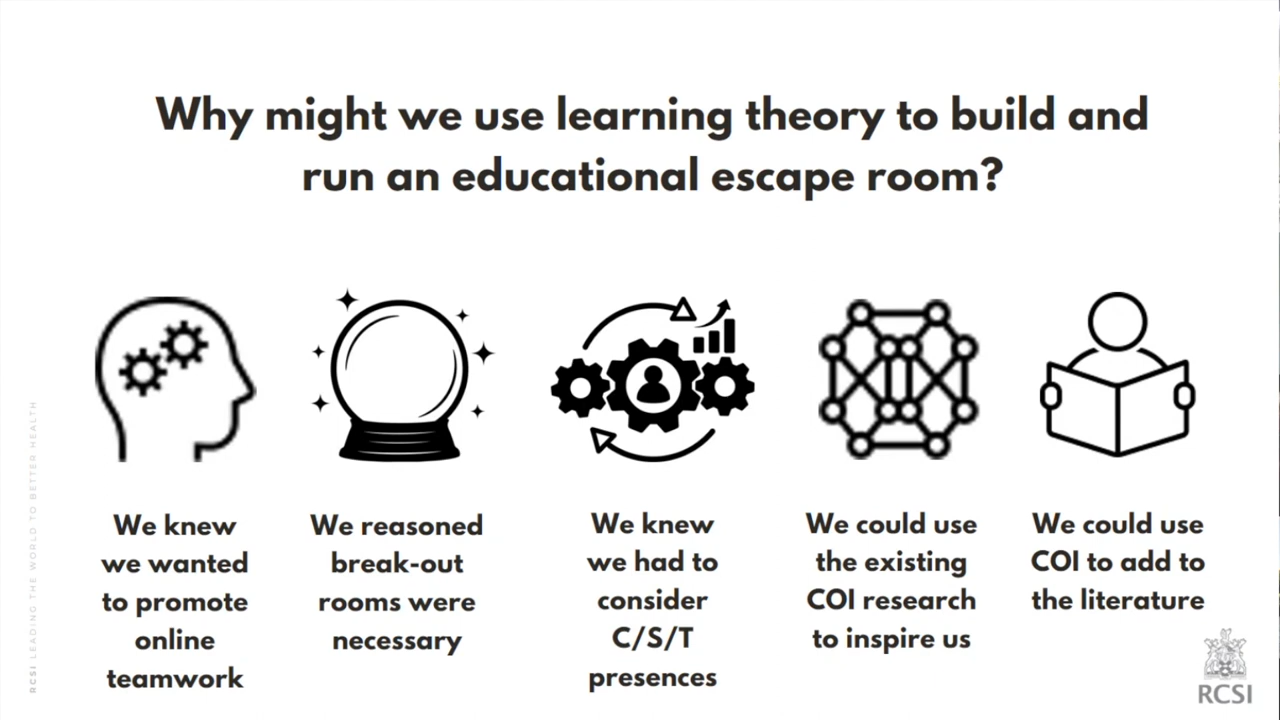 Why might we use learning theory to build and
run an educational escape room?
We knew
we wanted
to promote
online
teamwork
We reasoned
break-out
rooms were
necessary
We knew
we had to
consider
C/S/T
presences
We could use
the existing
COI research
to inspire us
We could use
COI to add to
the literature
RCSI LEADING THE WORLD TO BETTER HEALTH
RCSI